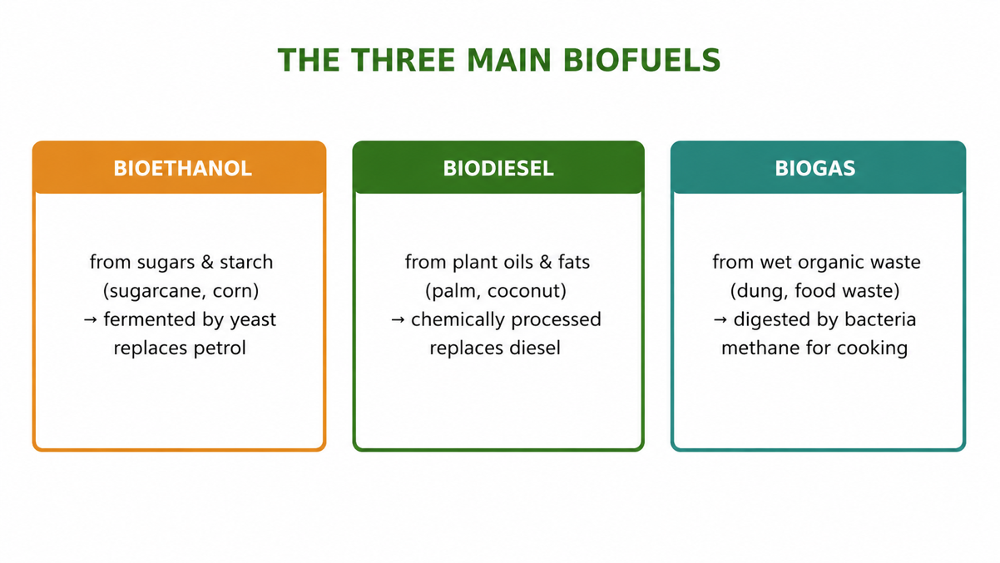 THE THREE MAIN BIOFUELS
BIOETHANOL
from sugars & starch
(sugarcane, corn)
→ fermented by yeast
replaces petrol
BIODIESEL
from plant oils & fats
(palm, coconut)
→ chemically processed
replaces diesel
BIOGAS
from wet organic waste
(dung, food waste)
→ digested by bacteria
methane for cooking